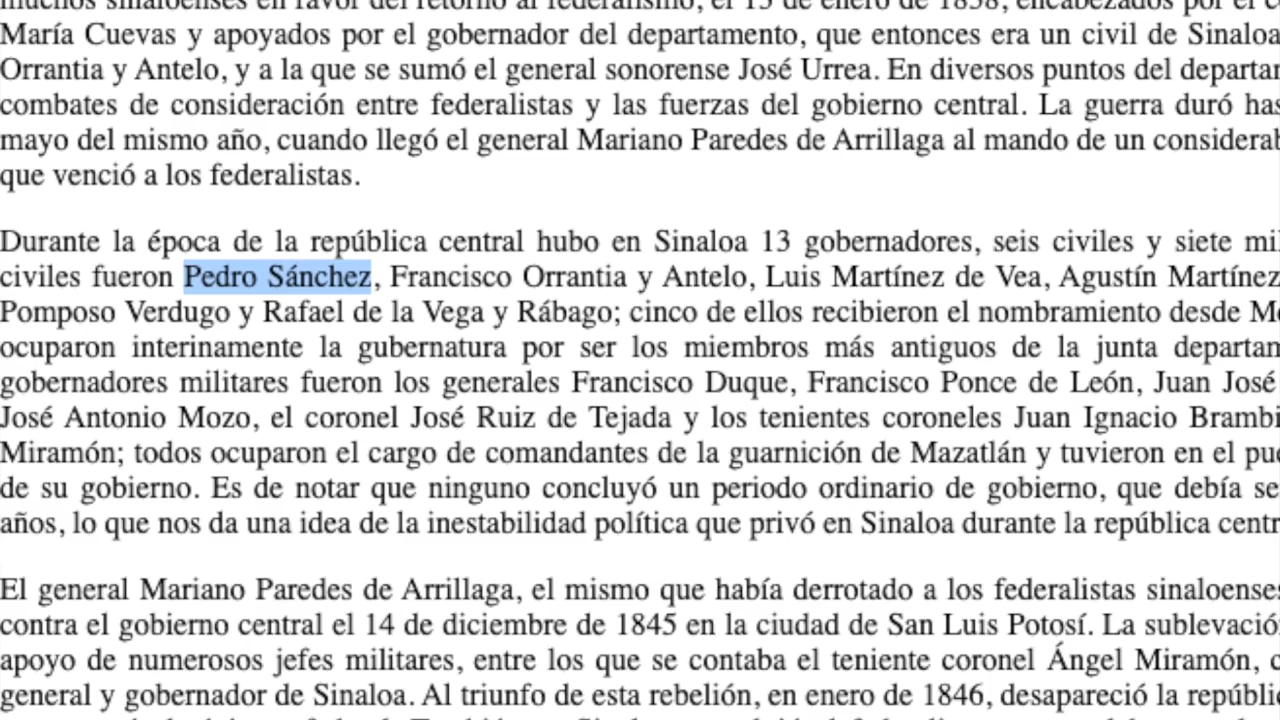 muchos sinaloenses en favor del retorno al federalismo, el 15 de enero de 1838, encabezados por el
María Cuevas y apoyados por el gobernador del departamento, que entonces era un civil de Sinaloa
Orrantia y Antelo, y a la que se sumó el general sonorense José Urrea. En diversos puntos del
combates de consideración entre federalistas y las fuerzas del gobierno central. La guerra duró
mayo del mismo año, cuando llegó el general Mariano Paredes de Arrillaga al mando de un
que venció a los federalistas.
Durante la época de la república central hubo en Sinaloa 13 gobernadores, seis civiles y siete
civiles fueron Pedro Sánchez, Francisco Orrantia y Antelo, Luis Martínez de Vea, Agustín Martínez
Pomposo Verdugo y Rafael de la Vega y Rábago; cinco de ellos recibieron el nombramiento desde
ocuparon interinamente la gubernatura por ser los miembros más antiguos de la junta
gobernadores militares fueron los generales Francisco Duque, Francisco Ponce de León, Juan José
José Antonio Mozo, el coronel José Ruiz de Tejada y los tenientes coroneles Juan Ignacio
Miramón; todos ocuparon el cargo de comandantes de la guarnición de Mazatlán y tuvieron en el
de su gobierno. Es de notar que ninguno concluyó un periodo ordinario de gobierno, que debía
años, lo que nos da una idea de la inestabilidad política que privó en Sinaloa durante la república
El general Mariano Paredes de Arrillaga, el mismo que había derrotado a los federalistas
contra el gobierno central el 14 de diciembre de 1845 en la ciudad de San Luis Potosí. La
apoyo de numerosos jefes militares, entre los que se contaba el teniente coronel Ángel Miramón,
general y gobernador de Sinaloa. Al triunfo de esta rebelión, en enero de 1846, desapareció la